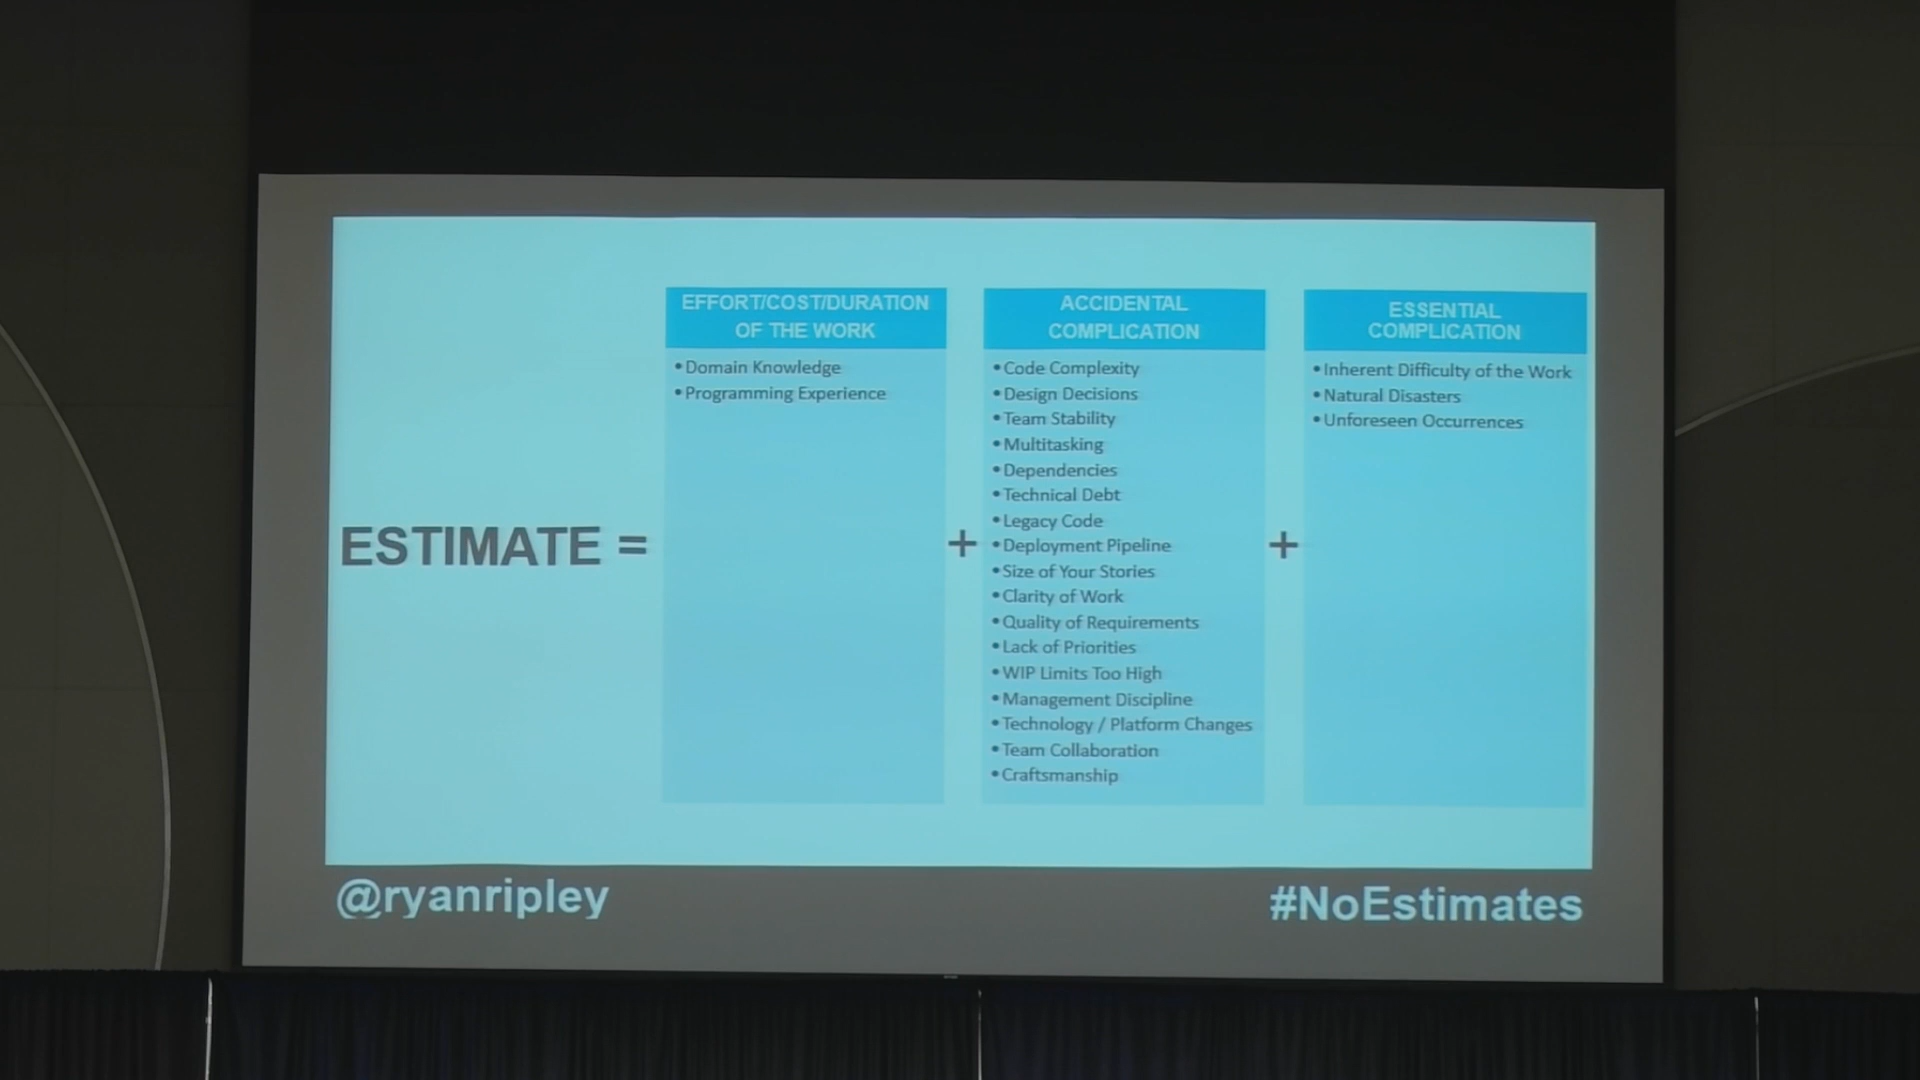 ESTIMATE =
EFFORT/COST/DURATION
OF THE WORK
• Domain Knowledge
• Programming Experience
+
ACCIDENTAL
COMPLICATION
• Code Complexity
• Design Decisions
• Team Stability
• Multitasking
• Dependencies
• Technical Debt
• Legacy Code
• Deployment Pipeline
• Size of Your Stories
• Clarity of Work
• Quality of Requirements
• Lack of Priorities
• WIP Limits Too High
• Management Discipline
• Technology / Platform Changes
• Team Collaboration
• Craftsmanship
+
ESSENTIAL
COMPLICATION
• Inherent Difficulty of the Work
• Natural Disasters
• Unforeseen Occurrences
@ryanripley
#NoEstimates